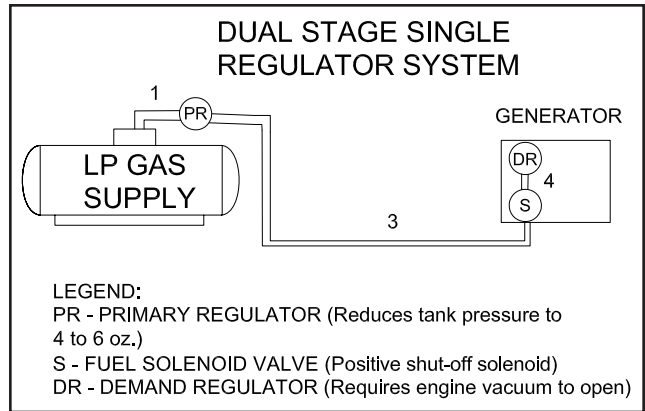 DUAL STAGE SINGLE
REGULATOR SYSTEM
1
PR
GENERATOR
LP GAS
SUPPLY
DR
4
S
3
LEGEND:
PR - PRIMARY REGULATOR (Reduces tank pressure to
4 to 6 oz.)
S - FUEL SOLENOID VALVE (Positive shut-off solenoid)
DR - DEMAND REGULATOR (Requires engine vacuum to open)